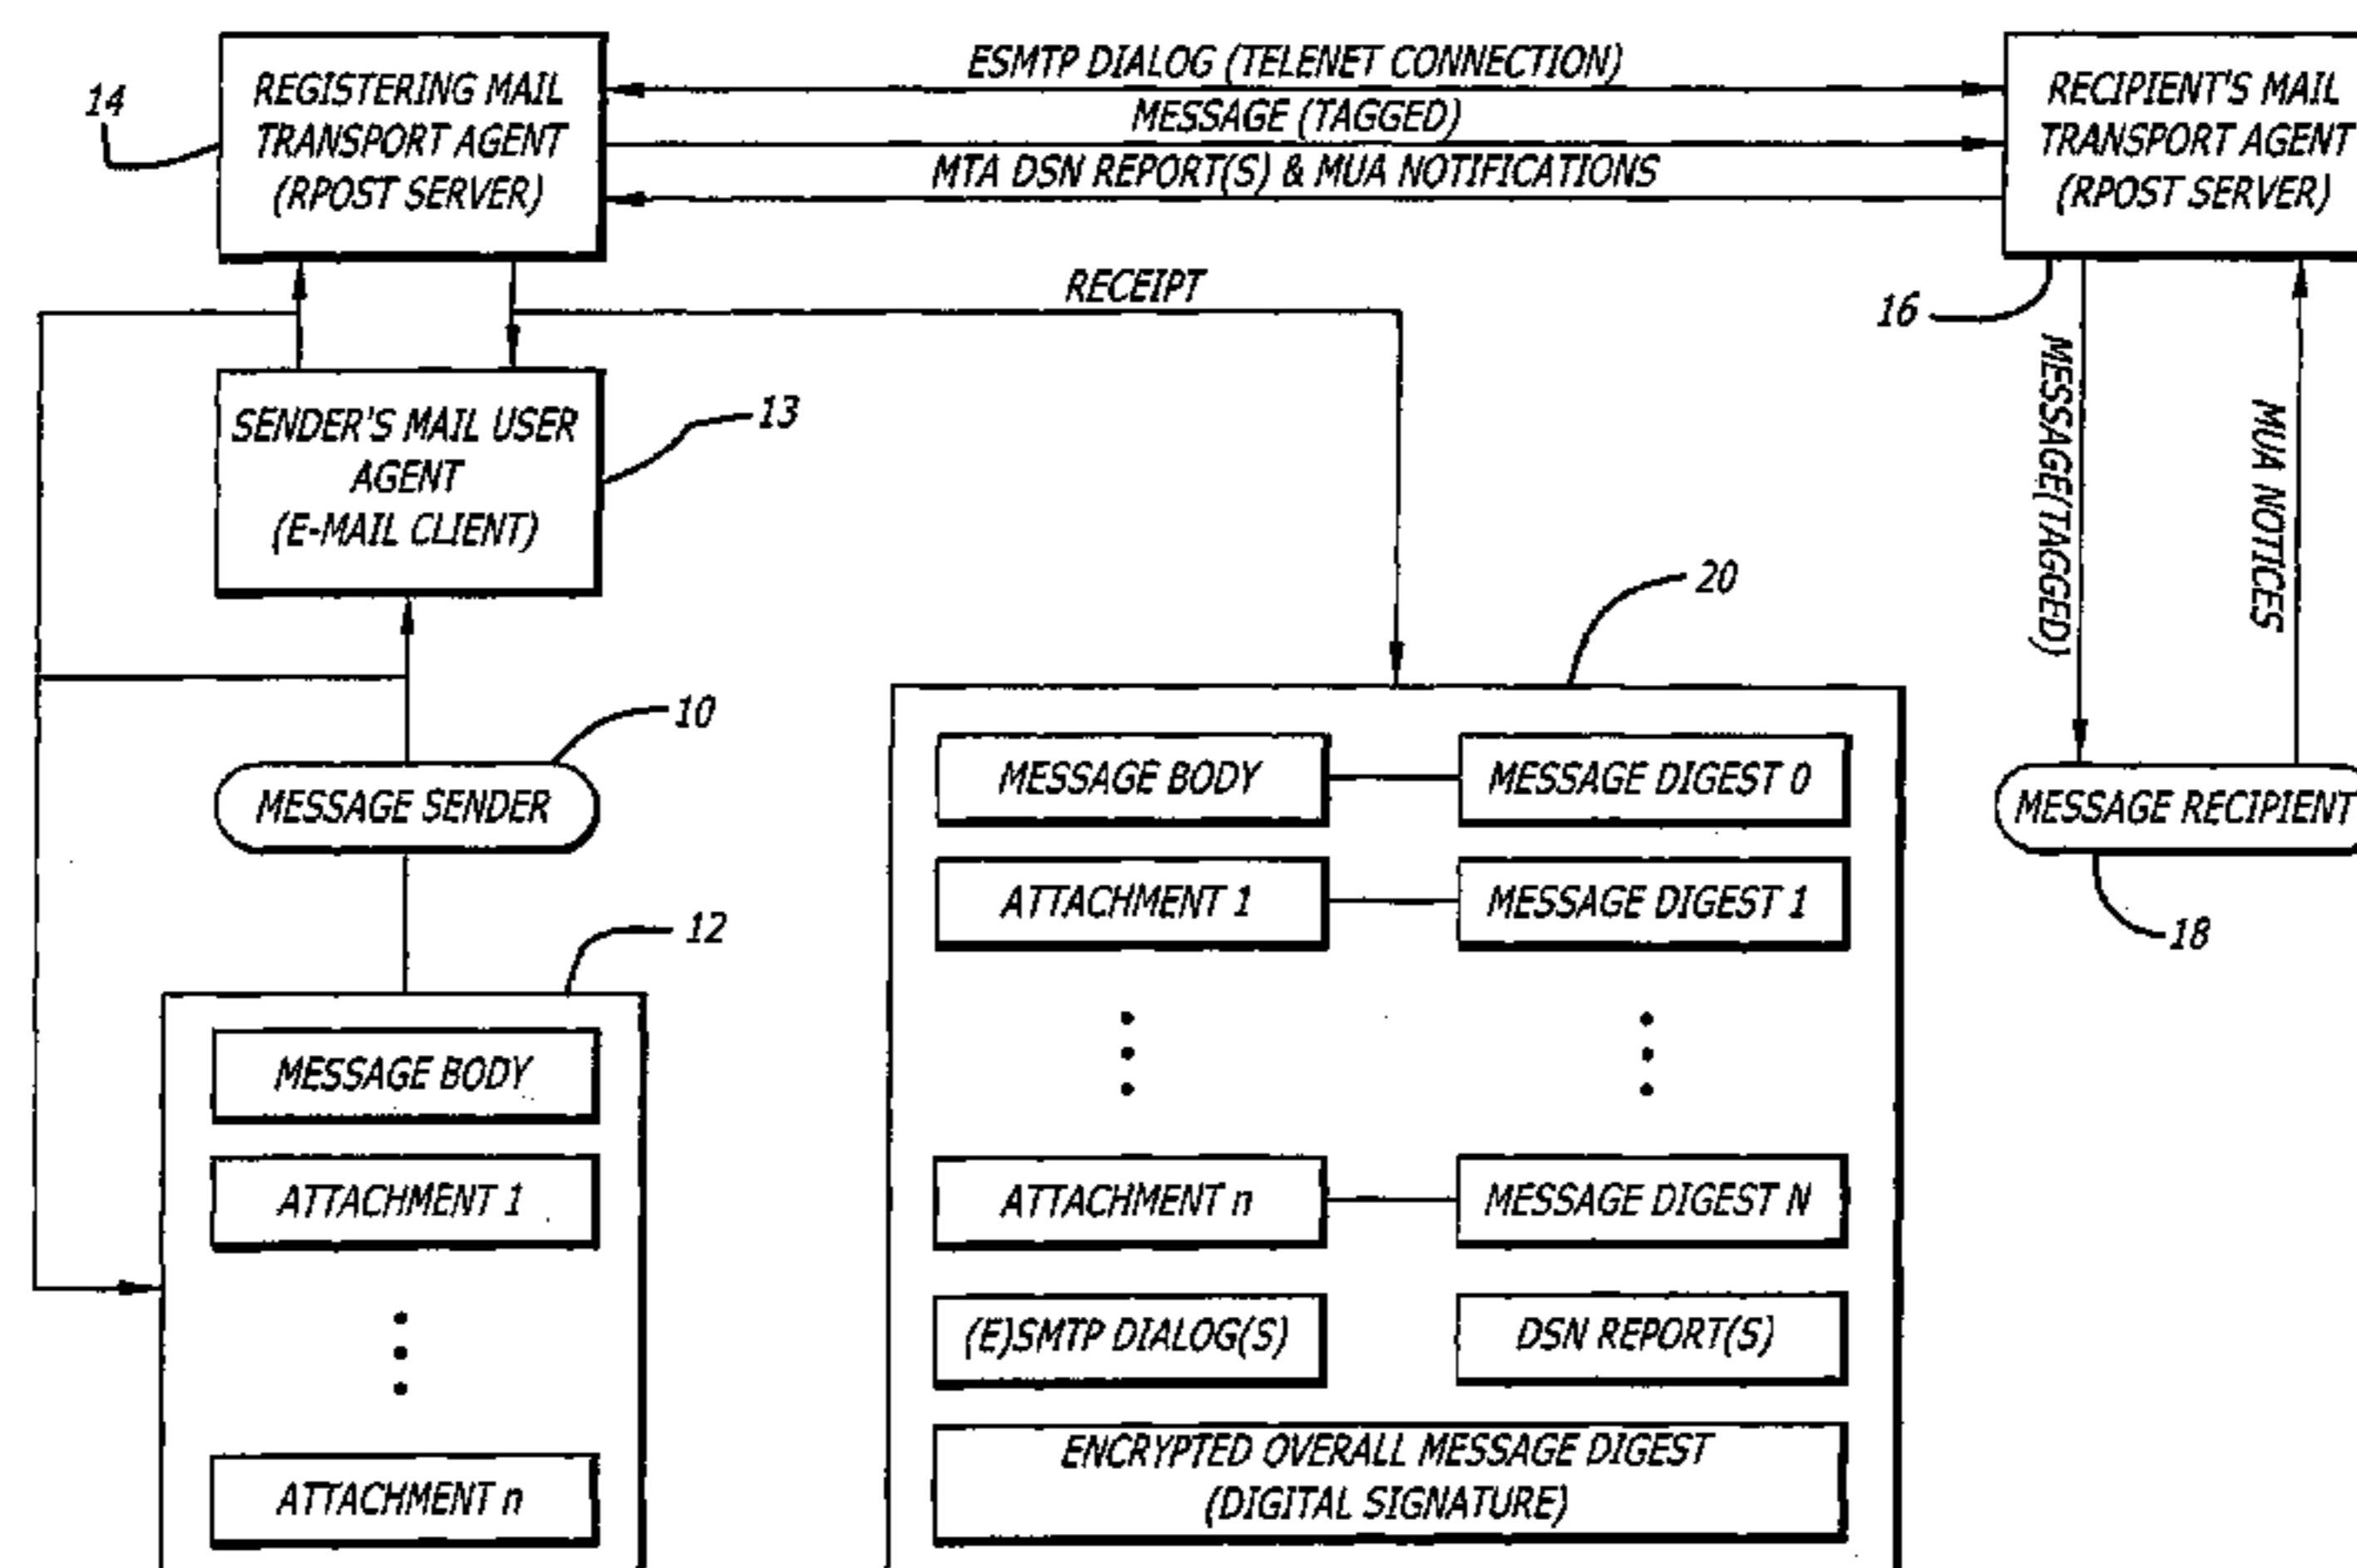 14
REGISTERING MAIL
TRANSPORT AGENT
(RPOST SERVER)
ESMTP DIALOG (TELENET CONNECTION)
MESSAGE (TAGGED)
MTA DSN REPORT(S) & MUA NOTIFICATIONS
RECIPIENT'S MAIL
TRANSPORT AGENT
(RPOST SERVER)
RECEIPT
16
SENDER'S MAIL USER
AGENT
(E-MAIL CLIENT)
13
MESSAGE(TAGGED)
MUA NOTICES
20
10
MESSAGE SENDER
MESSAGE BODY
MESSAGE DIGEST 0
MESSAGE RECIPIENT
18
ATTACHMENT 1
MESSAGE DIGEST 1
12
MESSAGE BODY
ATTACHMENT 1
ATTACHMENT n
ATTACHMENT n
MESSAGE DIGEST N
(E)SMTP DIALOG(S)
DSN REPORT(S)
ENCRYPTED OVERALL MESSAGE DIGEST
(DIGITAL SIGNATURE)